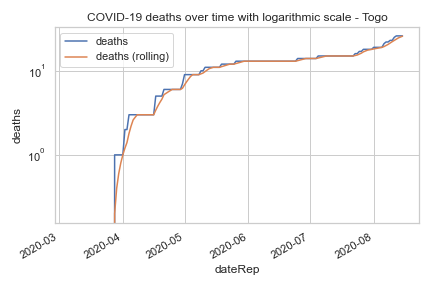 COVID-19 deaths over time with logarithmic scale - Togo
deaths
deaths (rolling)
10¹
10⁰
deaths
2020-03
2020-04
2020-05
2020-06
2020-07
2020-08
dateRep